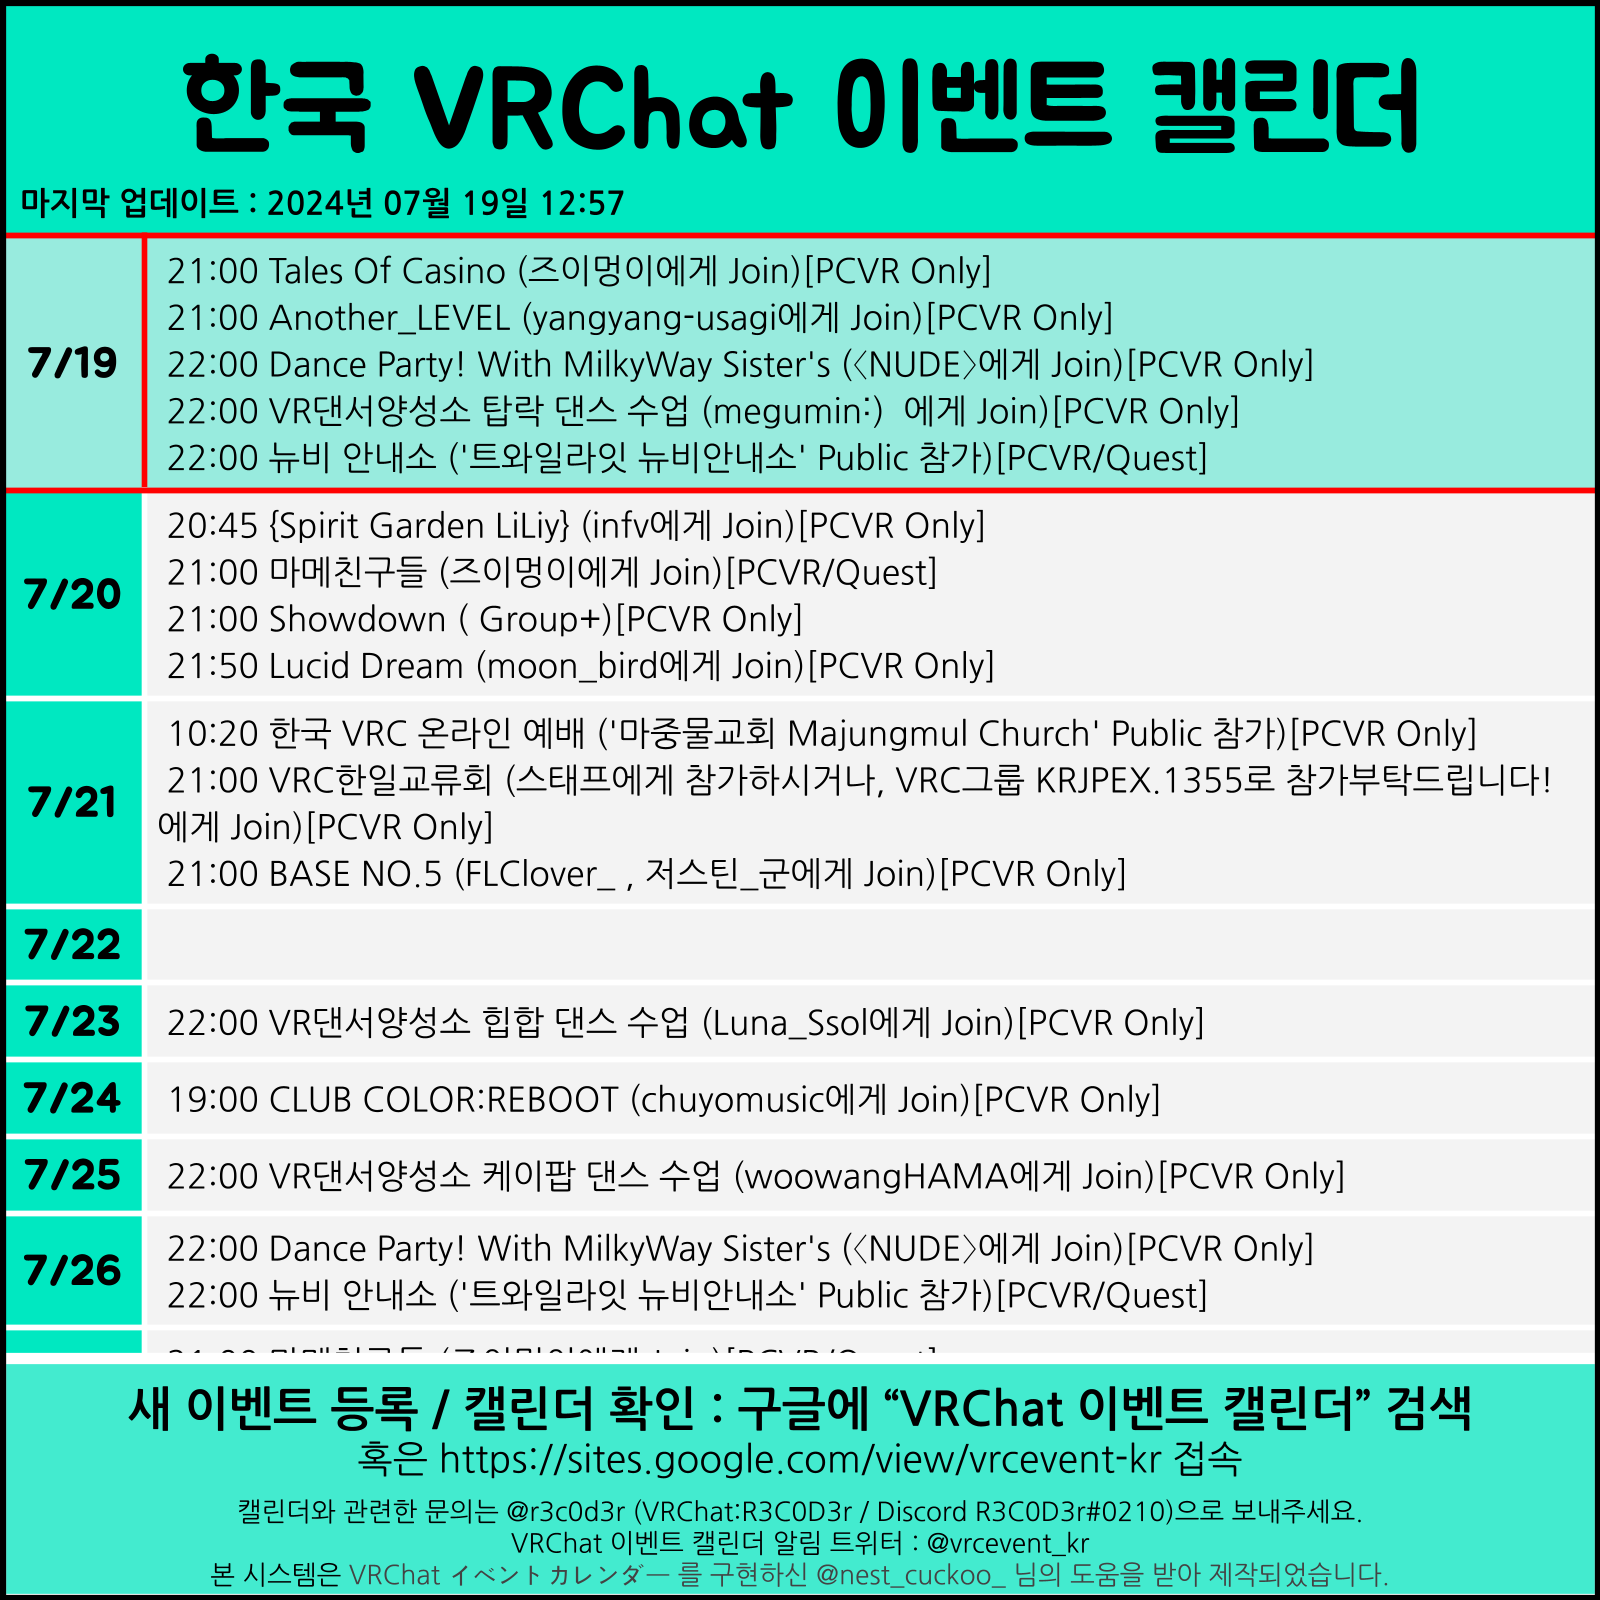 한국 VRChat 이벤트 캘린더
마지막 업데이트 : 2024년 07월 19일 12:57
7/19
21:00 Tales Of Casino (즈이멍이에게 Join)[PCVR Only]
21:00 Another_LEVEL (yangyang-usagi에게 Join)[PCVR Only]
22:00 Dance Party! With MilkyWay Sister's (〈NUDE〉에게 Join)[PCVR Only]
22:00 VR댄서양성소 탑락 댄스 수업 (megumin:)  에게 Join)[PCVR Only]
22:00 뉴비 안내소 ('트와일라잇 뉴비안내소' Public 참가)[PCVR/Quest]
7/20
20:45 {Spirit Garden LiLiy} (infv에게 Join)[PCVR Only]
21:00 마메친구들 (즈이멍이에게 Join)[PCVR/Quest]
21:00 Showdown ( Group+)[PCVR Only]
21:50 Lucid Dream (moon_bird에게 Join)[PCVR Only]
7/21
10:20 한국 VRC 온라인 예배 ('마중물교회 Majungmul Church' Public 참가)[PCVR Only]
21:00 VRC한일교류회 (스태프에게 참가하시거나, VRC그룹 KRJPEX.1355로 참가부탁드립니다!
에게 Join)[PCVR Only]
21:00 BASE NO.5 (FLClover_ , 저스틴_군에게 Join)[PCVR Only]
7/22
7/23
22:00 VR댄서양성소 힙합 댄스 수업 (Luna_Ssol에게 Join)[PCVR Only]
7/24
19:00 CLUB COLOR:REBOOT (chuyomusic에게 Join)[PCVR Only]
7/25
22:00 VR댄서양성소 케이팝 댄스 수업 (woowangHAMA에게 Join)[PCVR Only]
7/26
22:00 Dance Party! With MilkyWay Sister's (〈NUDE〉에게 Join)[PCVR Only]
22:00 뉴비 안내소 ('트와일라잇 뉴비안내소' Public 참가)[PCVR/Quest]
새 이벤트 등록 / 캘린더 확인 : 구글에 “VRChat 이벤트 캘린더” 검색
혹은 https://sites.google.com/view/vrcevent-kr 접속
캘린더와 관련한 문의는 @r3c0d3r (VRChat:R3C0D3r / Discord R3C0D3r#0210)으로 보내주세요.
VRChat 이벤트 캘린더 알림 트위터 : @vrcevent_kr
본 시스템은 VRChat イベントカレンダー 를 구현하신 @nest_cuckoo_ 님의 도움을 받아 제작되었습니다.